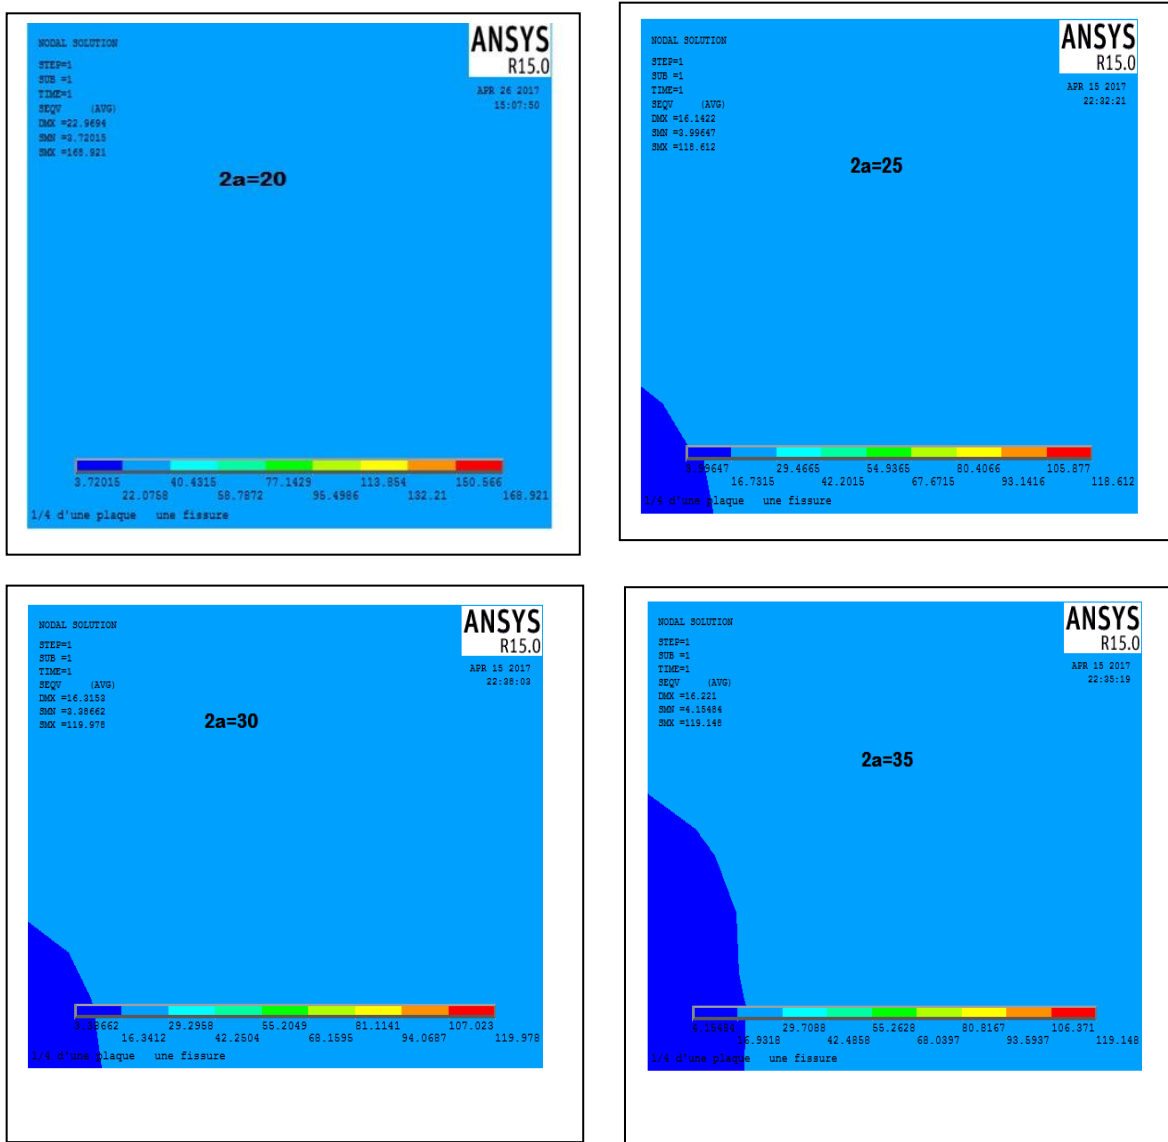 NODAL SOLUTION
STEP=1
SUB =1
TIME=1
SEQV (AVG)
DMX =22.9694
SMN =3.72015
SMX =168.921
ANSYS
R15.0
APR 26 2017
15:07:50
2a=20
3.72015 40.4315 77.1429 113.854 150.566
22.0758 58.7872 95.4986 132.21 168.921
1/4 d'une plaque une fissure
NODAL SOLUTION
STEP=1
SUB =1
TIME=1
SEQV (AVG)
DMX =16.1422
SMN =3.99647
SMX =118.612
ANSYS
R15.0
APR 15 2017
22:32:21
2a=25
3.99647 29.4665 54.9365 80.4066 105.877
16.7315 42.2015 67.6715 93.1416 118.612
1/4 d'une plaque une fissure
NODAL SOLUTION
STEP=1
SUB =1
TIME=1
SEQV (AVG)
DMX =16.3153
SMN =3.38662
SMX =119.978
ANSYS
R15.0
APR 15 2017
22:38:03
2a=30
3.38662 29.2958 55.2049 81.1141 107.023
16.3412 42.2504 68.1595 94.0687 119.978
1/4 d'une plaque une fissure
NODAL SOLUTION
STEP=1
SUB =1
TIME=1
SEQV (AVG)
DMX =16.221
SMN =4.15484
SMX =119.148
ANSYS
R15.0
APR 15 2017
22:35:19
2a=35
4.15484 29.7088 55.2628 80.8167 106.371
16.9318 42.4858 68.0397 93.5937 119.148
1/4 d'une plaque une fissure